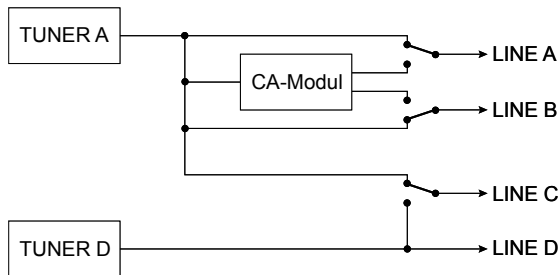 TUNER A
LINE A
CA-Modul
LINE B
LINE C
TUNER D
LINE D